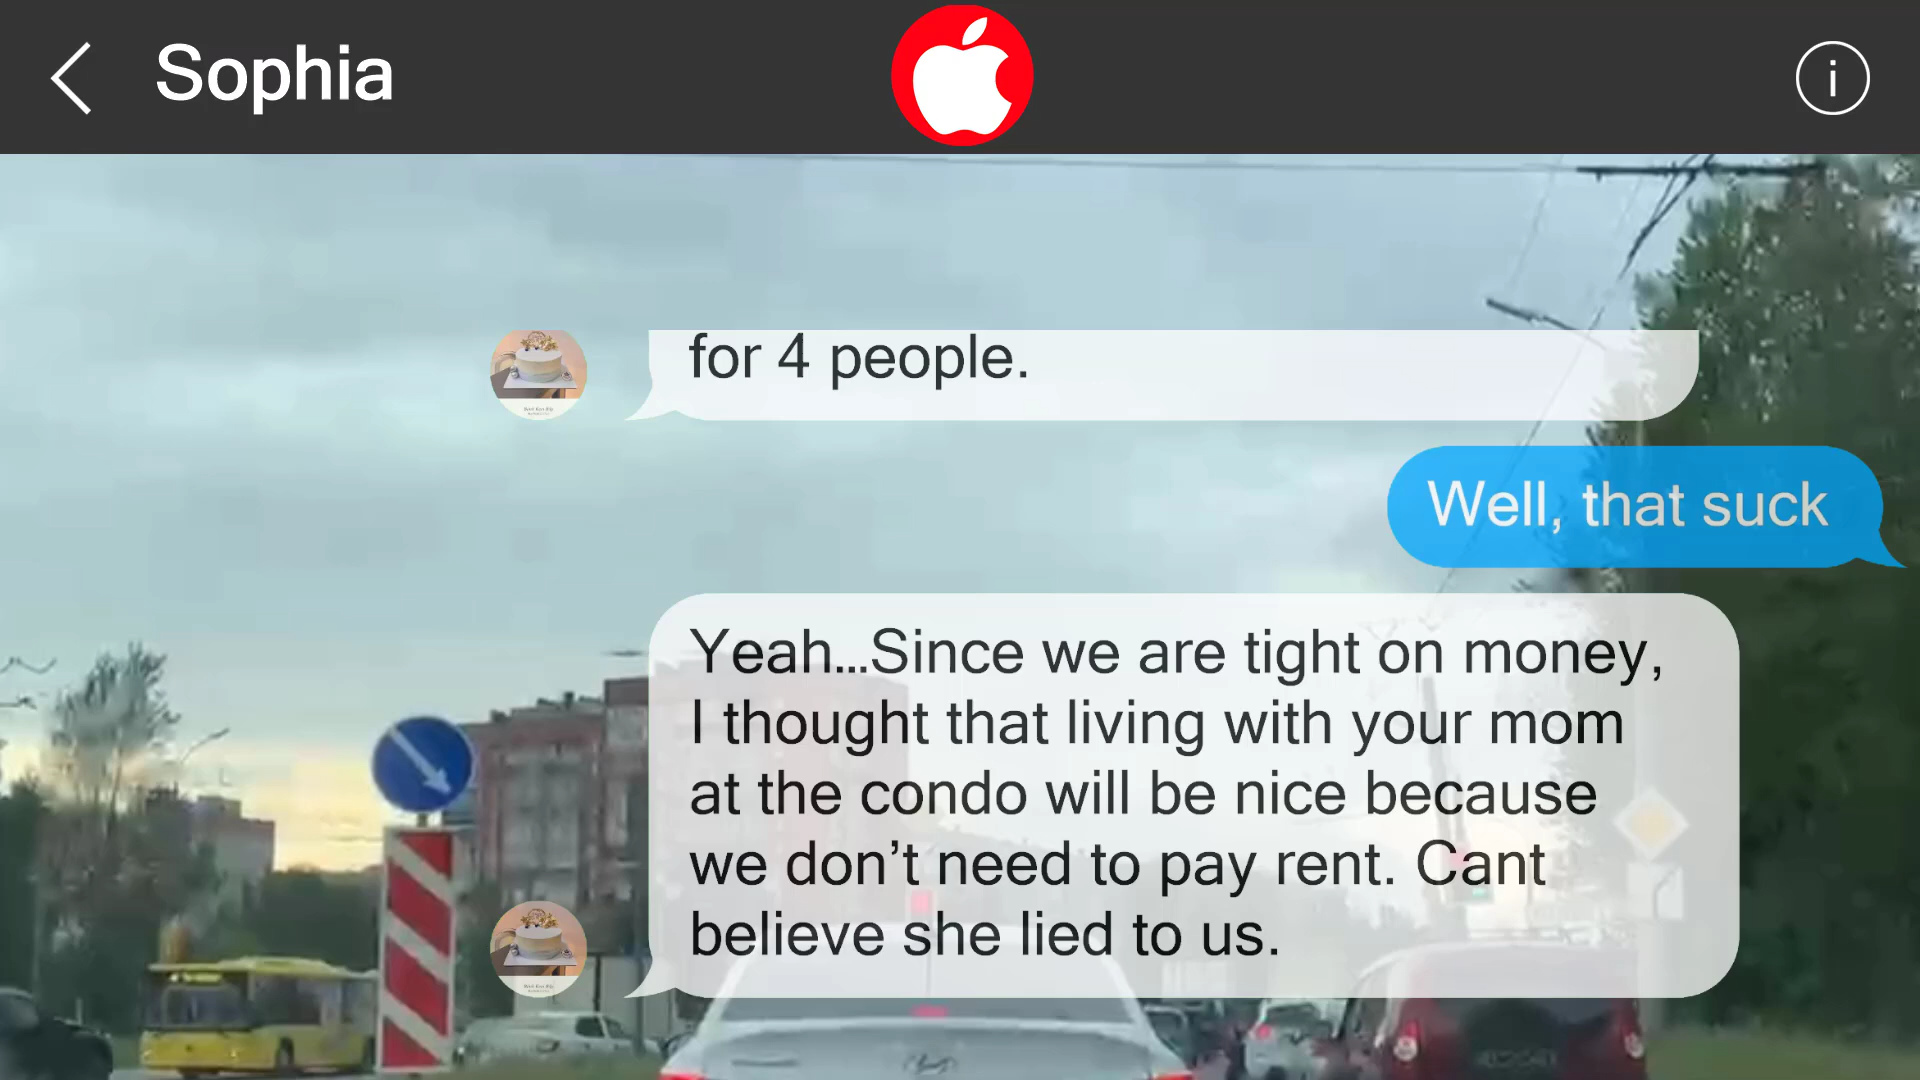 Sophia
for 4 people.
Well, that suck
Yeah...Since we are tight on money,
I thought that living with your mom
at the condo will be nice because
we don’t need to pay rent. Cant
believe she lied to us.